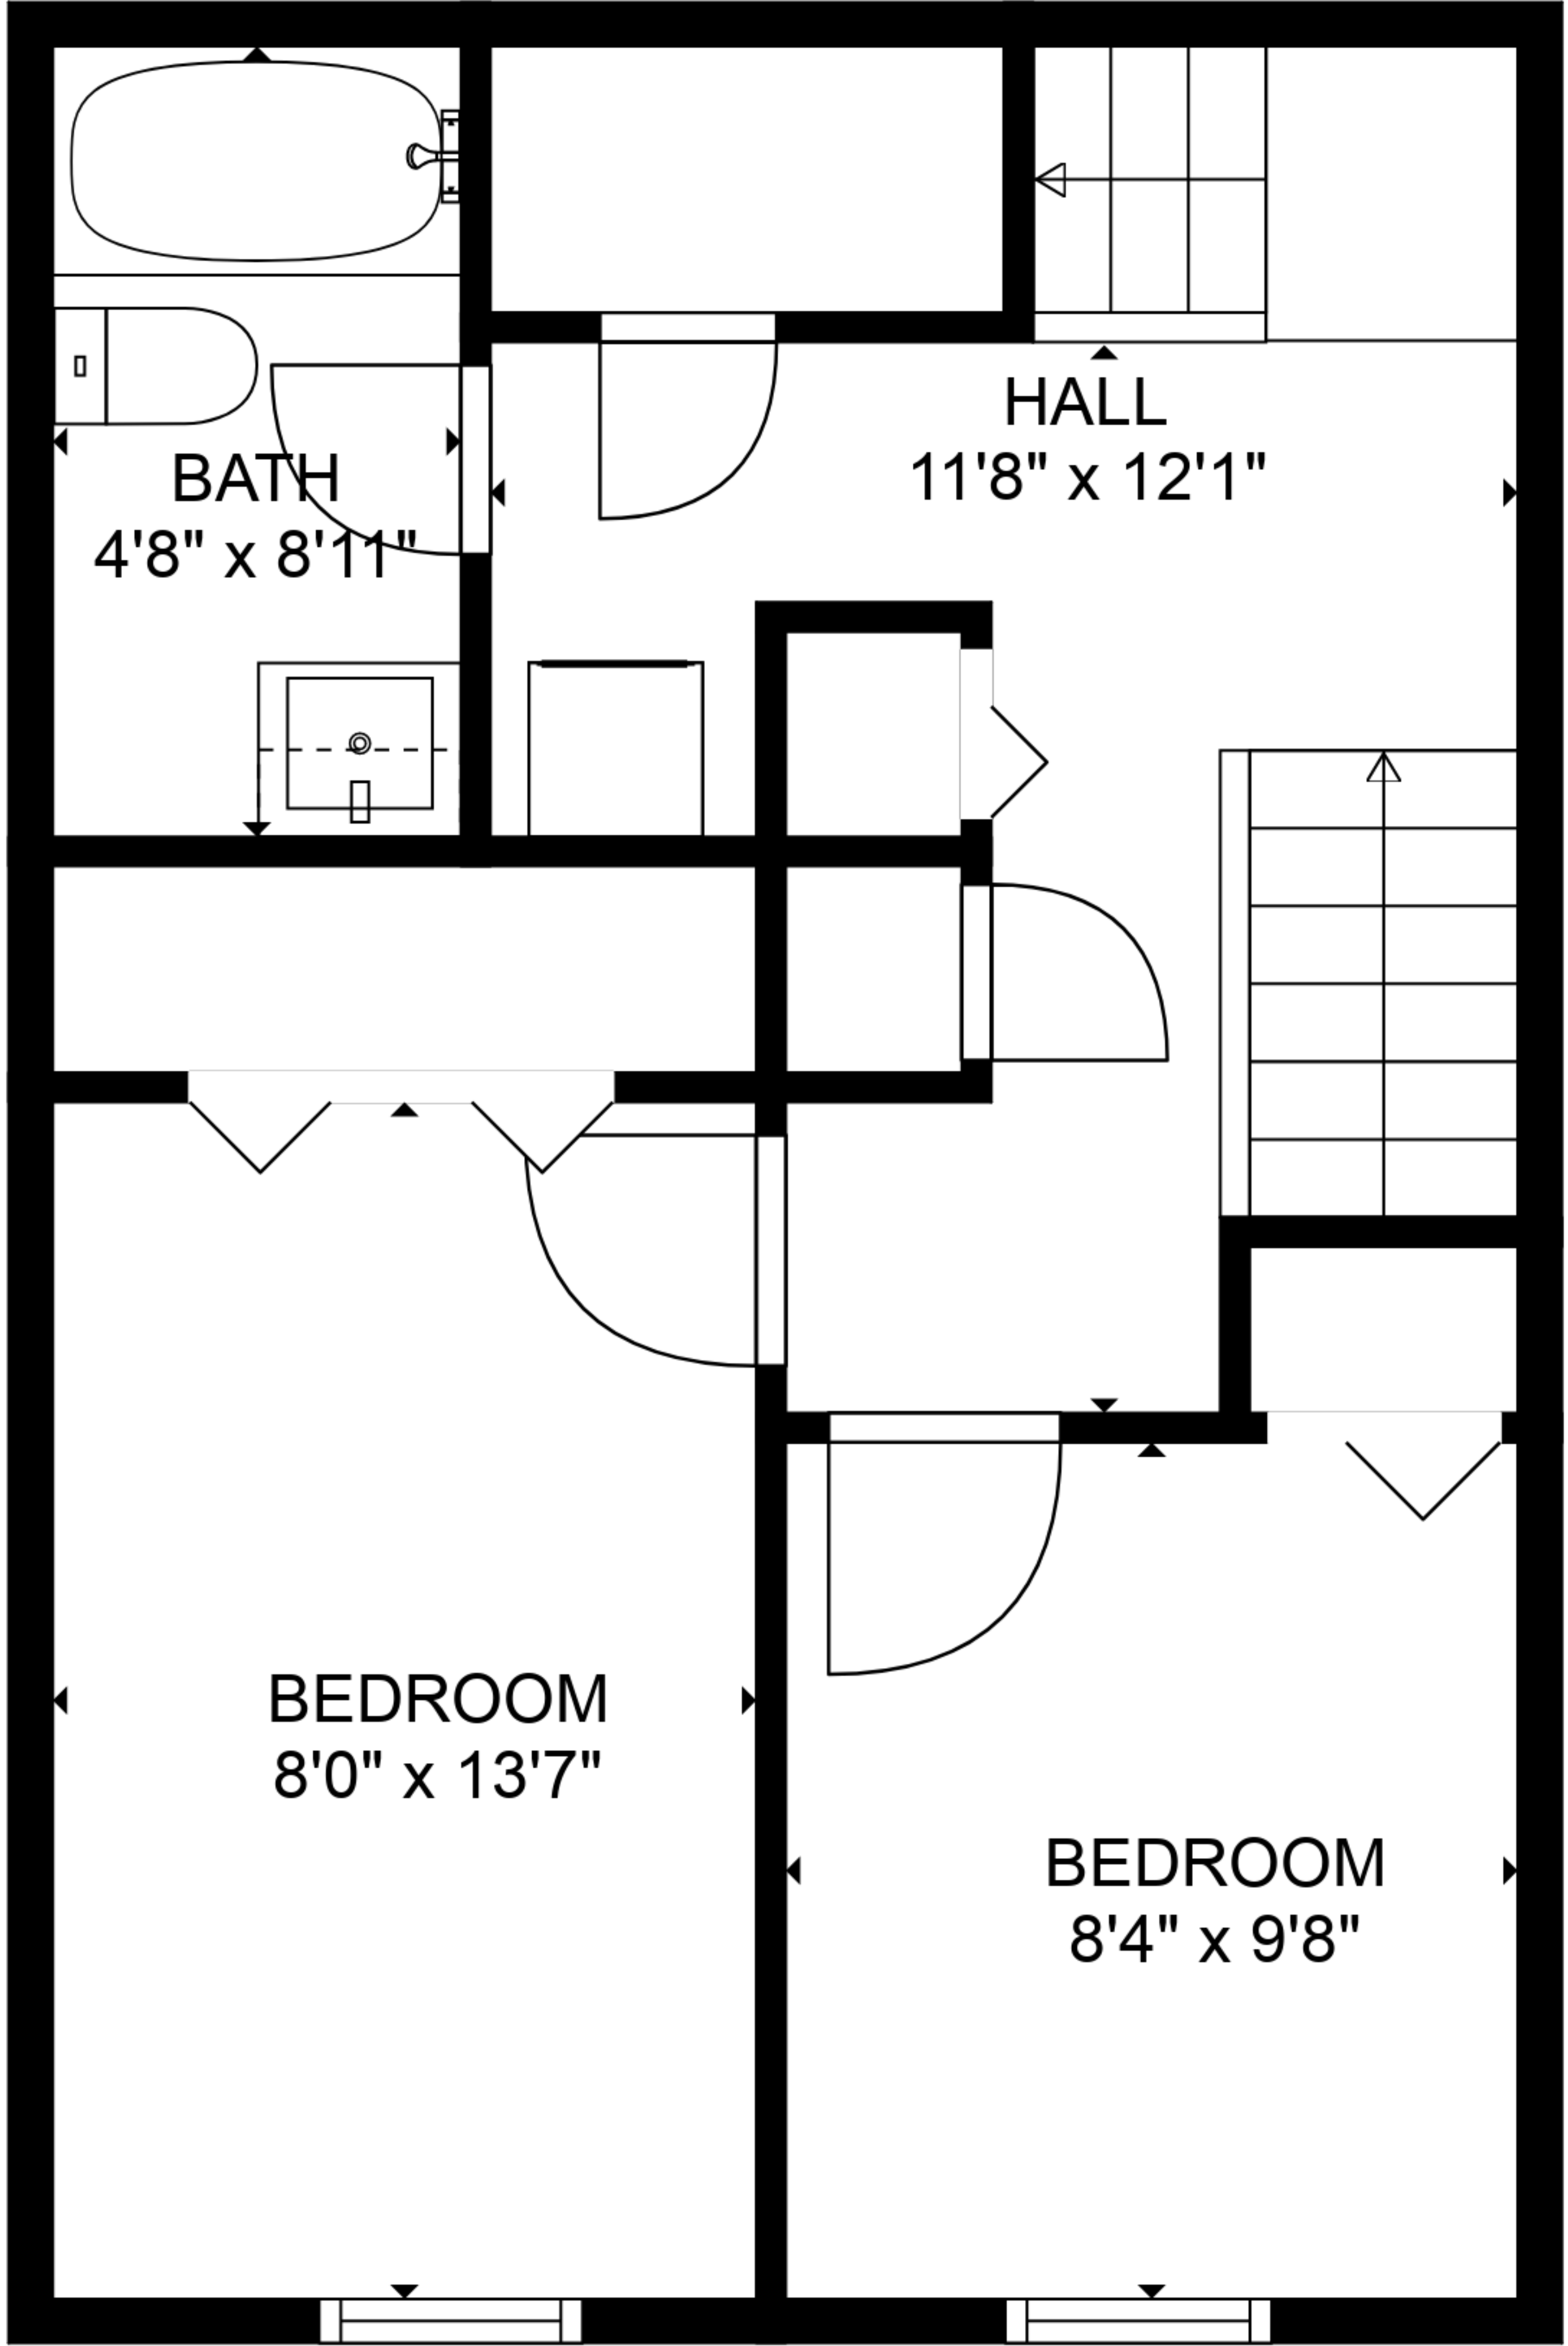 HALL
11'8" x 12'1"
BATH
4'8" x 8'11"
BEDROOM
8'0" x 13'7"
BEDROOM
8'4" x 9'8"